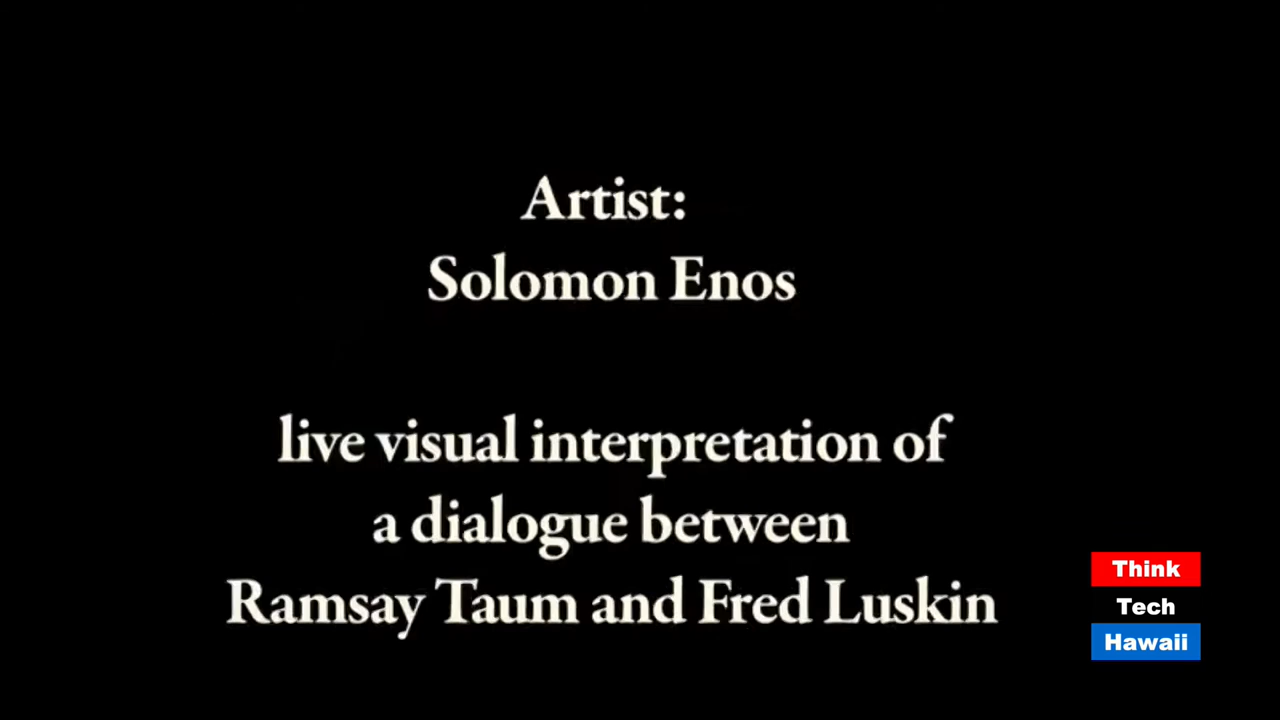 Artist:
Solomon Enos
live visual interpretation of
a dialogue between
Ramsay Taum and Fred Luskin
Think
Tech
Hawaii